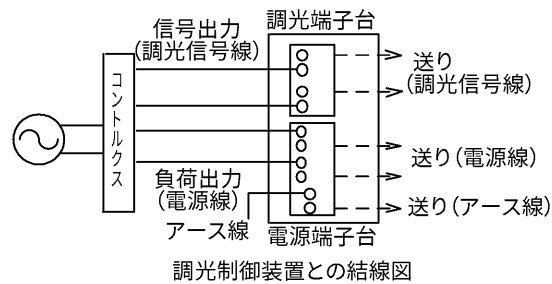 信号出力
(調光信号線)
調光端子台
送り
(調光信号線)
コントルクス
送り(電源線)
負荷出力
(電源線)
アース線
送り(アース線)
電源端子台
調光制御装置との結線図